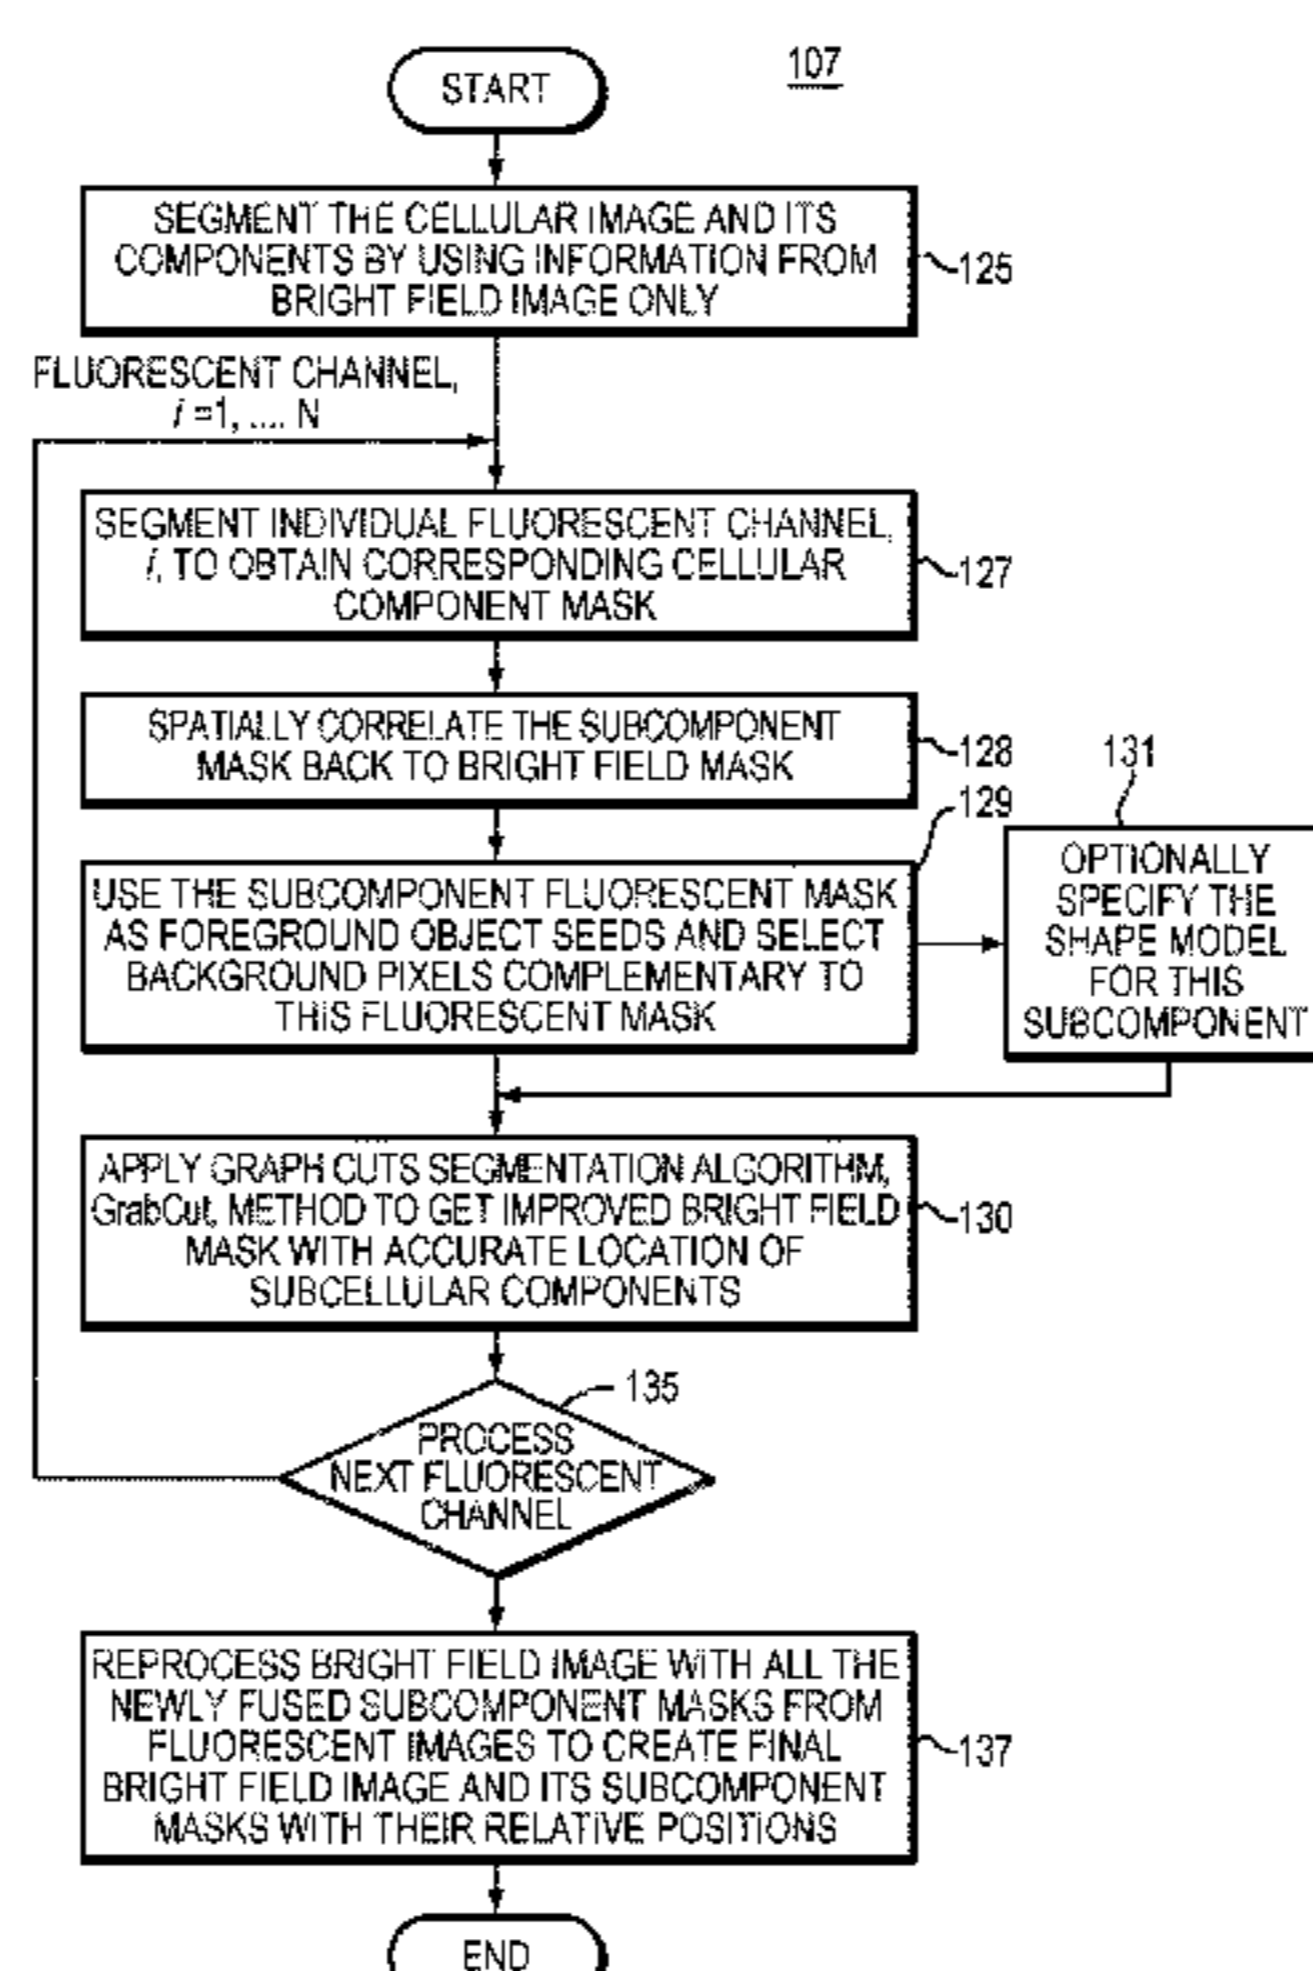 107
START
SEGMENT THE CELLULAR IMAGE AND ITS
COMPONENTS BY USING INFORMATION FROM
BRIGHT FIELD IMAGE ONLY
125
FLUORESCENT CHANNEL,
i =1, .... N
SEGMENT INDIVIDUAL FLUORESCENT CHANNEL,
i, TO OBTAIN CORRESPONDING CELLULAR
COMPONENT MASK
127
SPATIALLY CORRELATE THE SUBCOMPONENT
MASK BACK TO BRIGHT FIELD MASK
128
129
USE THE SUBCOMPONENT FLUORESCENT MASK
AS FOREGROUND OBJECT SEEDS AND SELECT
BACKGROUND PIXELS COMPLEMENTARY TO
THIS FLUORESCENT MASK
131
OPTIONALLY
SPECIFY THE
SHAPE MODEL
FOR THIS
SUBCOMPONENT
APPLY GRAPH CUTS SEGMENTATION ALGORITHM,
GrabCut, METHOD TO GET IMPROVED BRIGHT FIELD
MASK WITH ACCURATE LOCATION OF
SUBCELLULAR COMPONENTS
130
135
PROCESS
NEXT FLUORESCENT
CHANNEL
REPROCESS BRIGHT FIELD IMAGE WITH ALL THE
NEWLY FUSED SUBCOMPONENT MASKS FROM
FLUORESCENT IMAGES TO CREATE FINAL
BRIGHT FIELD IMAGE AND ITS SUBCOMPONENT
MASKS WITH THEIR RELATIVE POSITIONS
137
END